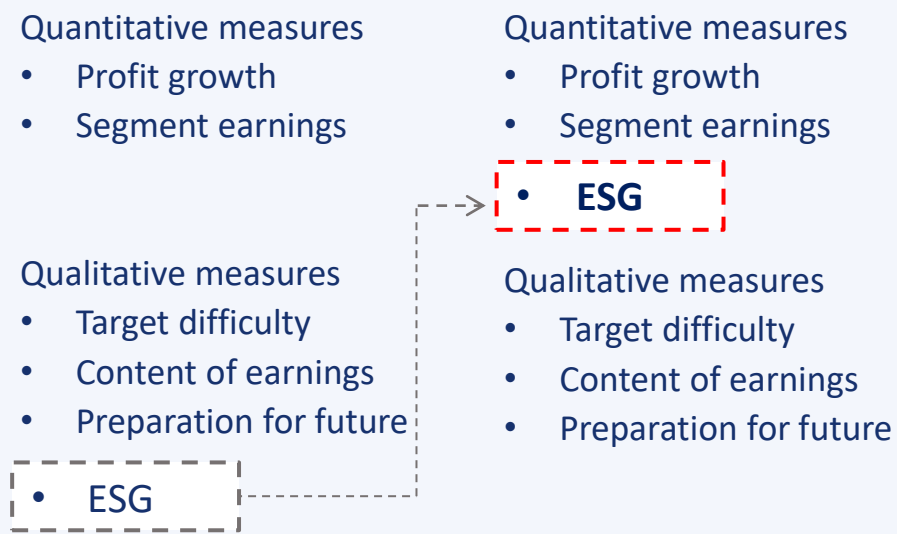 Quantitative measures
• Profit growth
• Segment earnings
Qualitative measures
• Target difficulty
• Content of earnings
• Preparation for future
• ESG
Quantitative measures
• Profit growth
• Segment earnings
• ESG
Qualitative measures
• Target difficulty
• Content of earnings
• Preparation for future